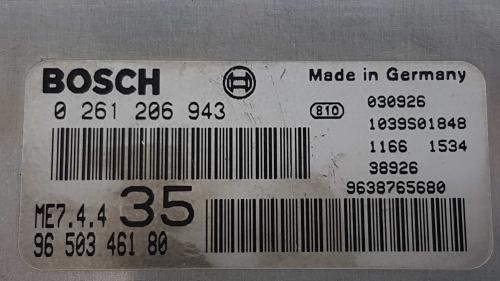 BOSCH
Made in Germany
0 261 206 943
810
030926
1039S01848
1166 1534
38926
9638765680
ME7.4.4 35
96 503 461 80